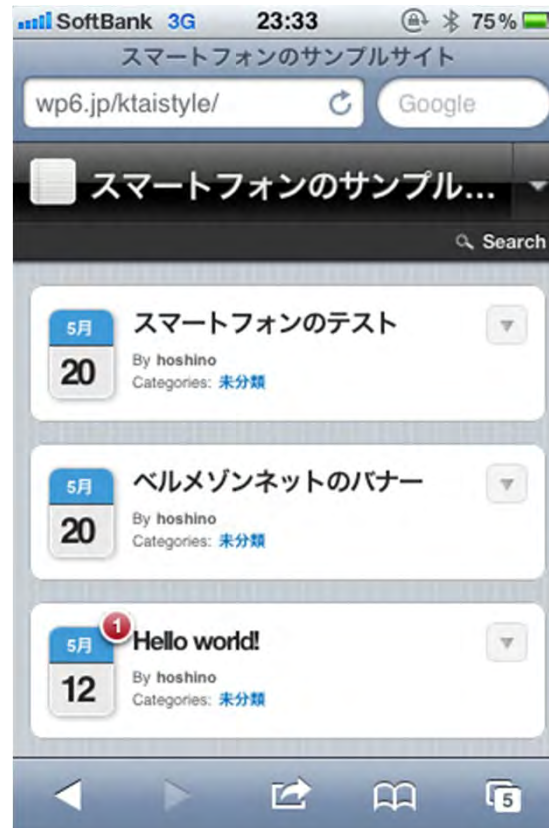 SoftBank 3G 23:33 75%
スマートフォンのサンプルサイト
wp6.jp/ktaistyle/ Google
スマートフォンのサンプル...
Search
5月
20
スマートフォンのテスト
By hoshino
Categories: 未分類
5月
20
ベルメゾンネットのバナー
By hoshino
Categories: 未分類
5月
12
1
Hello world!
By hoshino
Categories: 未分類
5